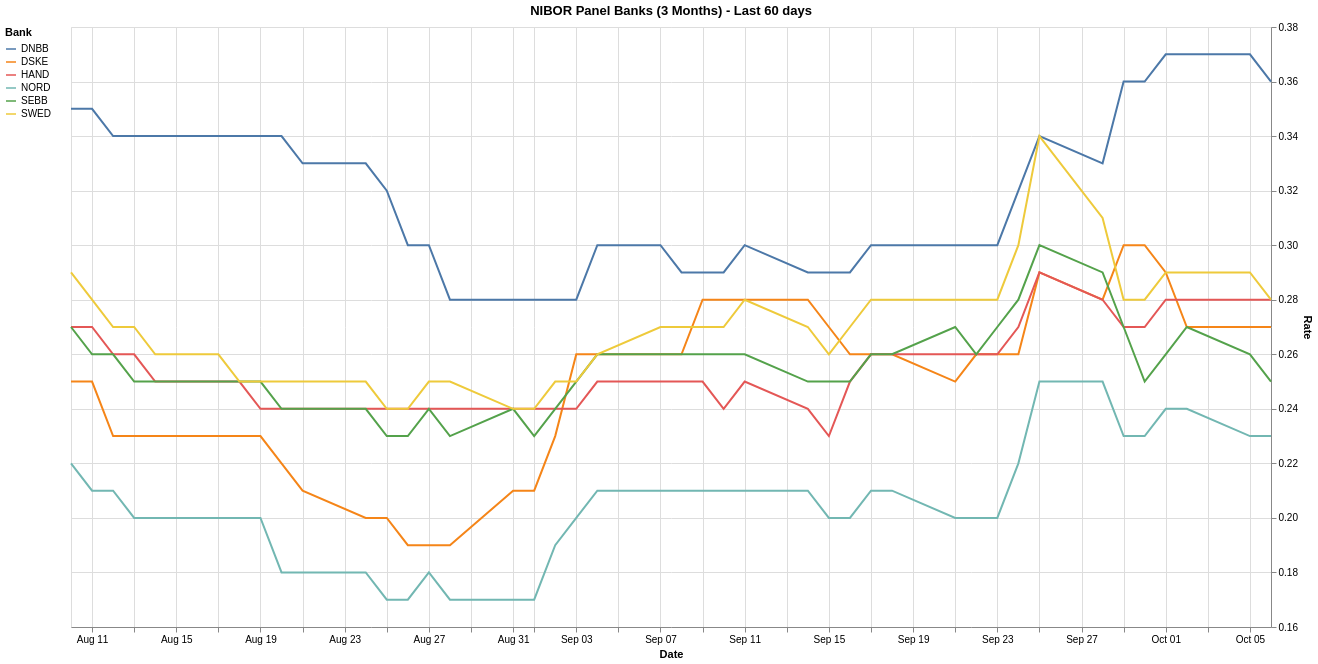 NIBOR Panel Banks (3 Months) - Last 60 days
Bank
DNBB
DSKE
HAND
NORD
SEBB
SWED
0.38
0.36
0.34
0.32
0.30
0.28
0.26
0.24
0.22
0.20
0.18
0.16
Rate
Aug 11 Aug 15 Aug 19 Aug 23 Aug 27 Aug 31 Sep 03 Sep 07 Sep 11 Sep 15 Sep 19 Sep 23 Sep 27 Oct 01 Oct 05
Date